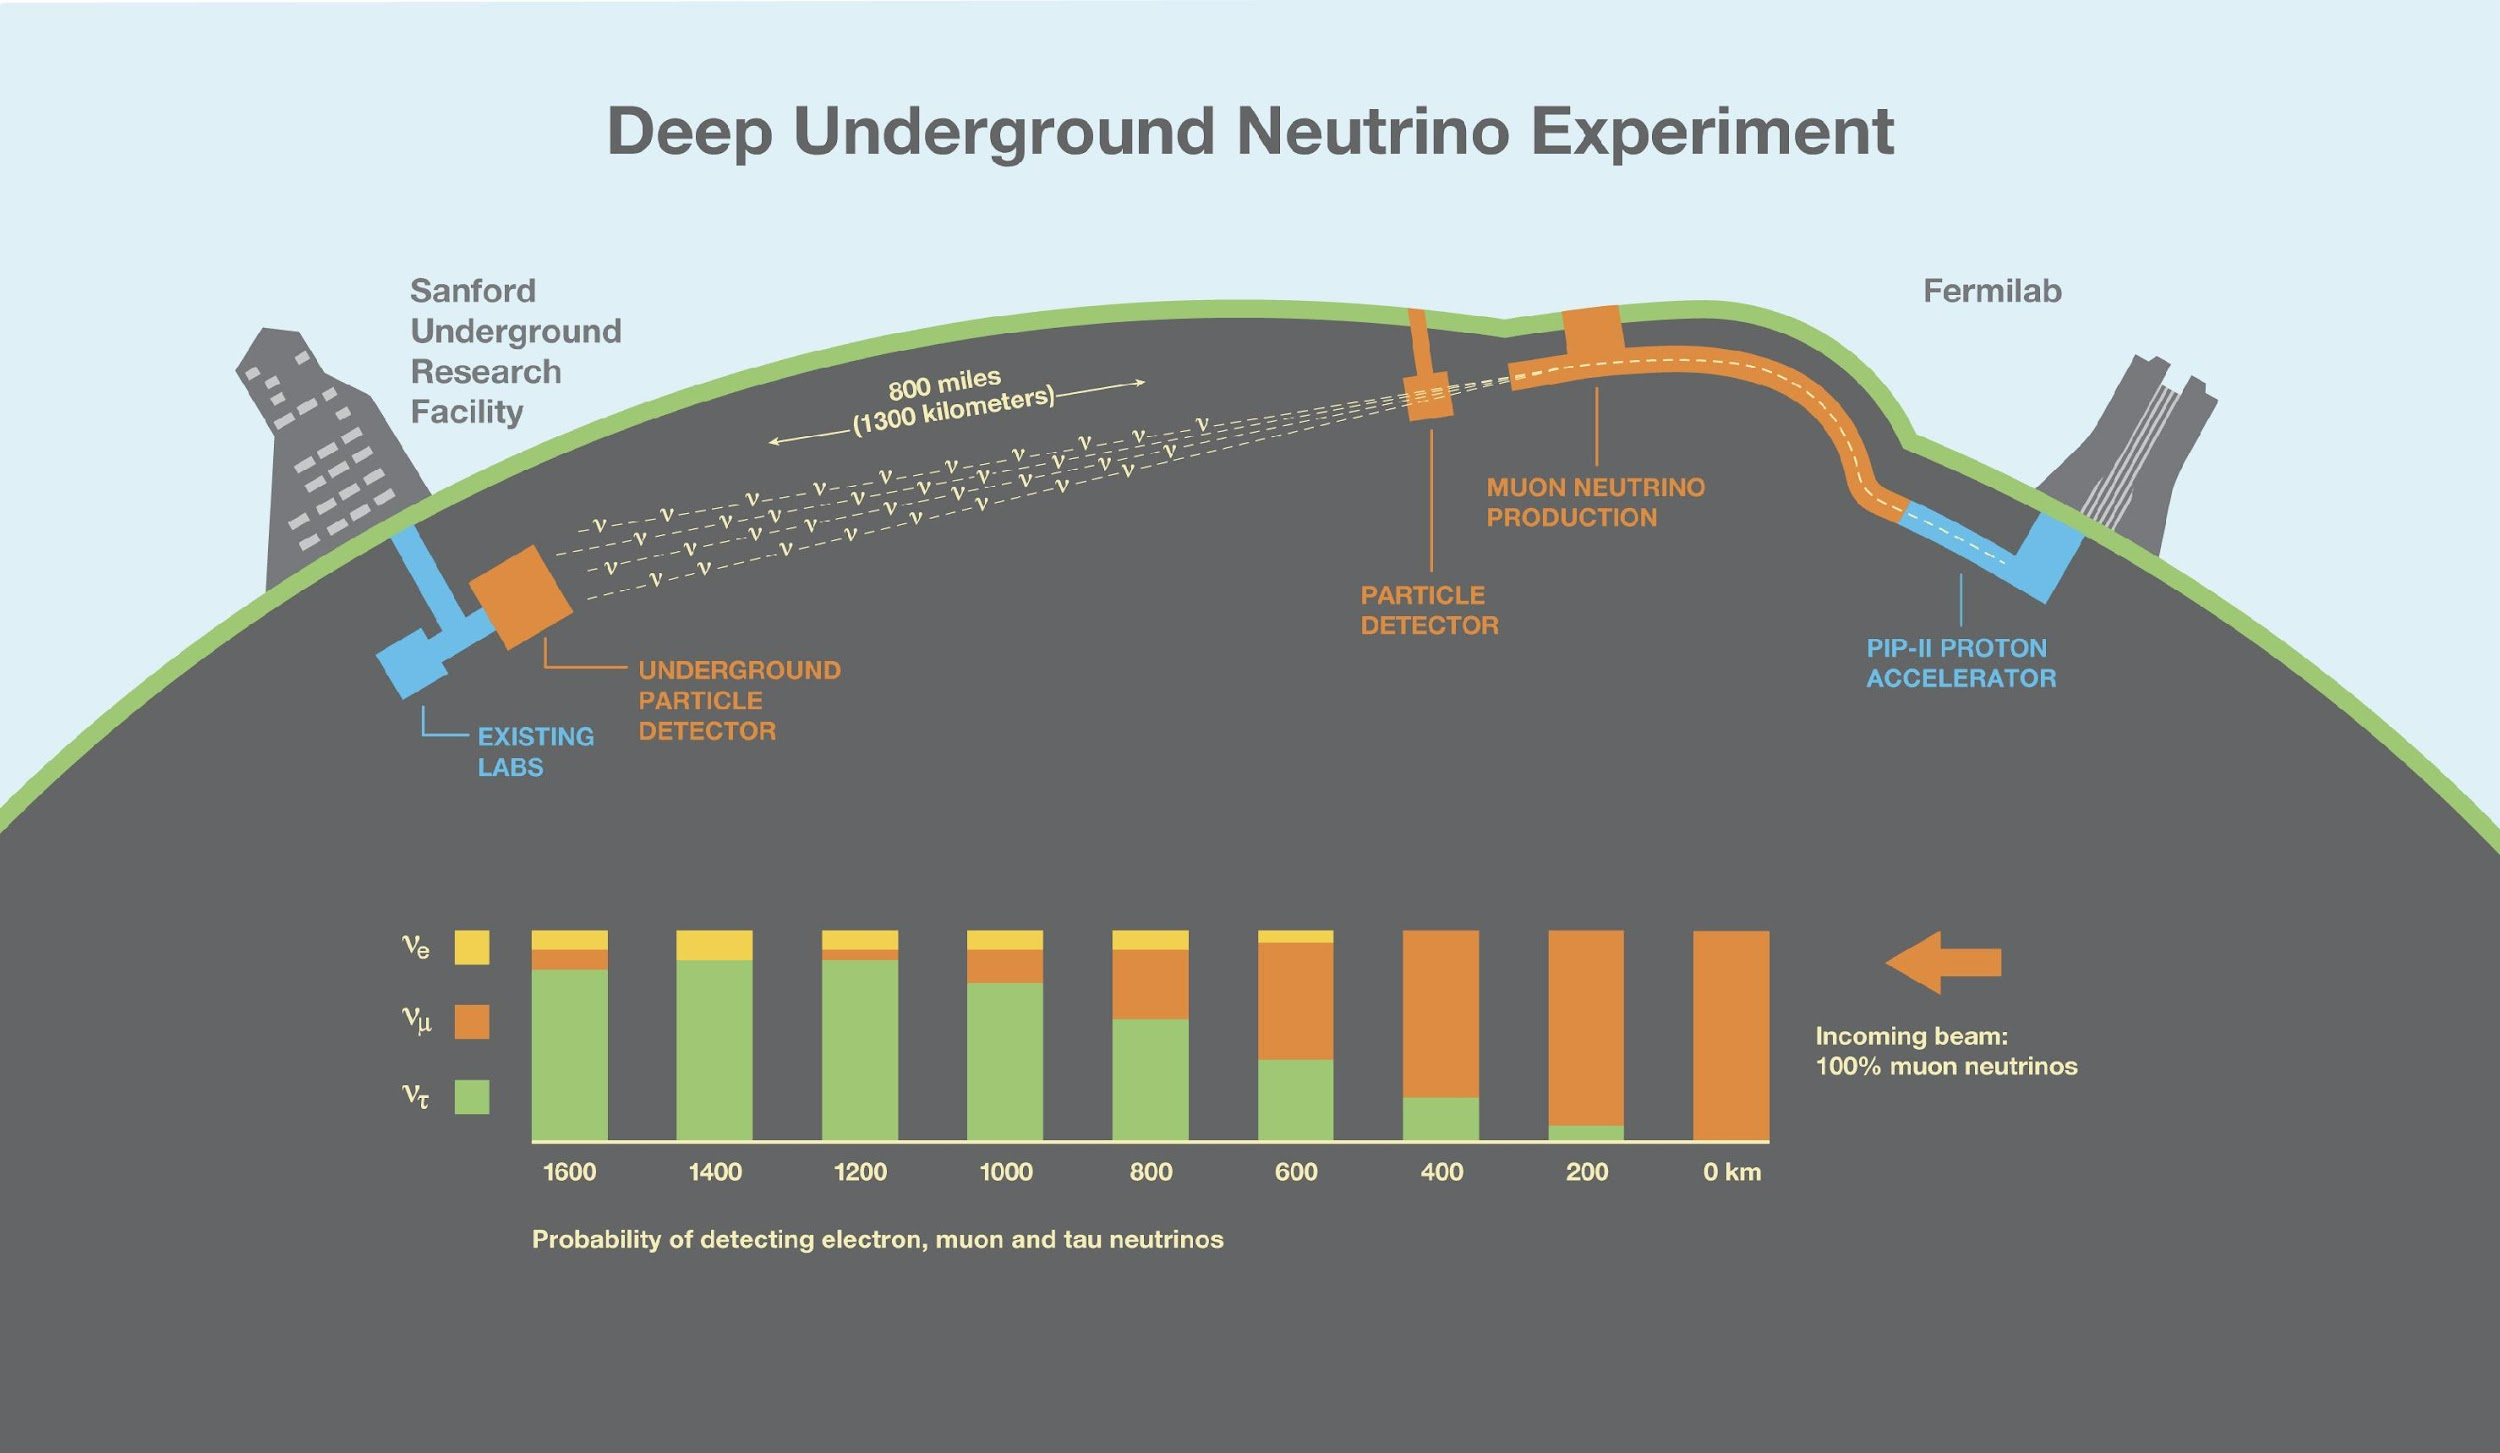 Deep Underground Neutrino Experiment
Sanford
Underground
Research
Facility
Fermilab
800 miles
(1300 kilometers)
ν ν ν ν ν ν ν ν ν
ν ν ν ν ν ν ν
ν ν ν ν ν ν ν ν
ν ν ν ν ν ν ν ν
MUON NEUTRINO
PRODUCTION
PARTICLE
DETECTOR
PIP-II PROTON
ACCELERATOR
UNDERGROUND
PARTICLE
DETECTOR
EXISTING
LABS
νe
νμ
ντ
Incoming beam:
100% muon neutrinos
1600 1400 1200 1000 800 600 400 200 0 km
Probability of detecting electron, muon and tau neutrinos